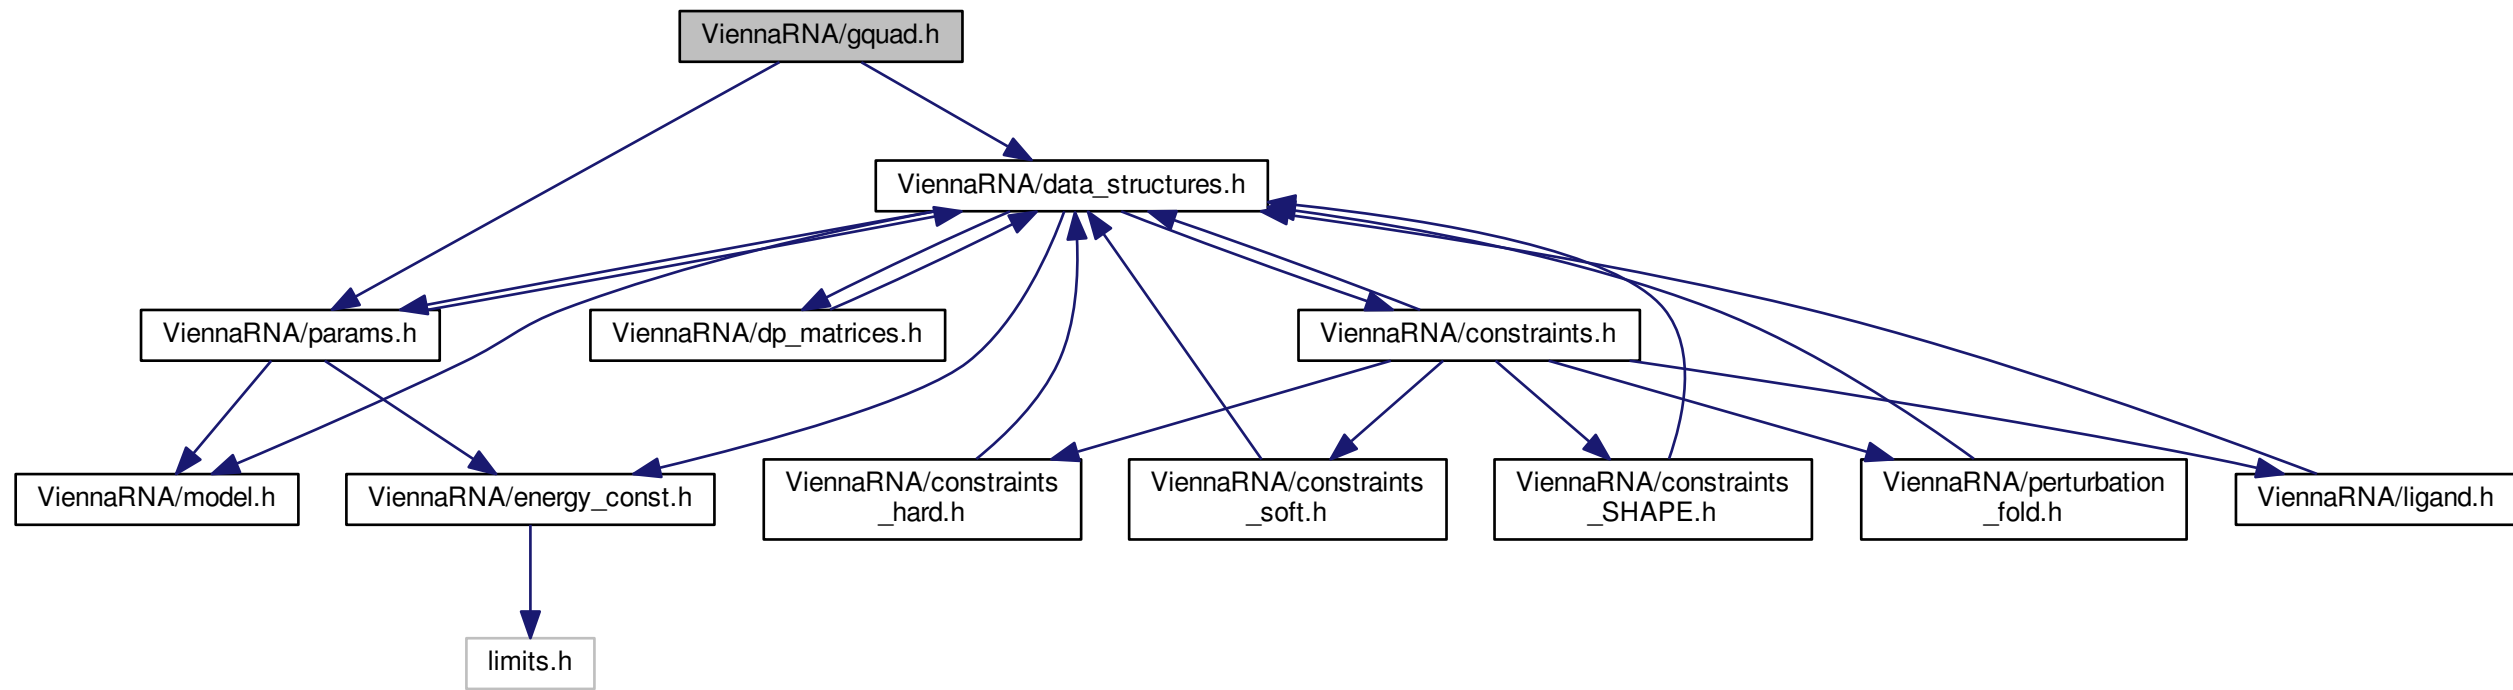 ViennaRNA/gquad.h
ViennaRNA/data_structures.h
ViennaRNA/params.h
ViennaRNA/dp_matrices.h
ViennaRNA/constraints.h
ViennaRNA/model.h
ViennaRNA/energy_const.h
ViennaRNA/constraints
_hard.h
ViennaRNA/constraints
_soft.h
ViennaRNA/constraints
_SHAPE.h
ViennaRNA/perturbation
_fold.h
ViennaRNA/ligand.h
limits.h